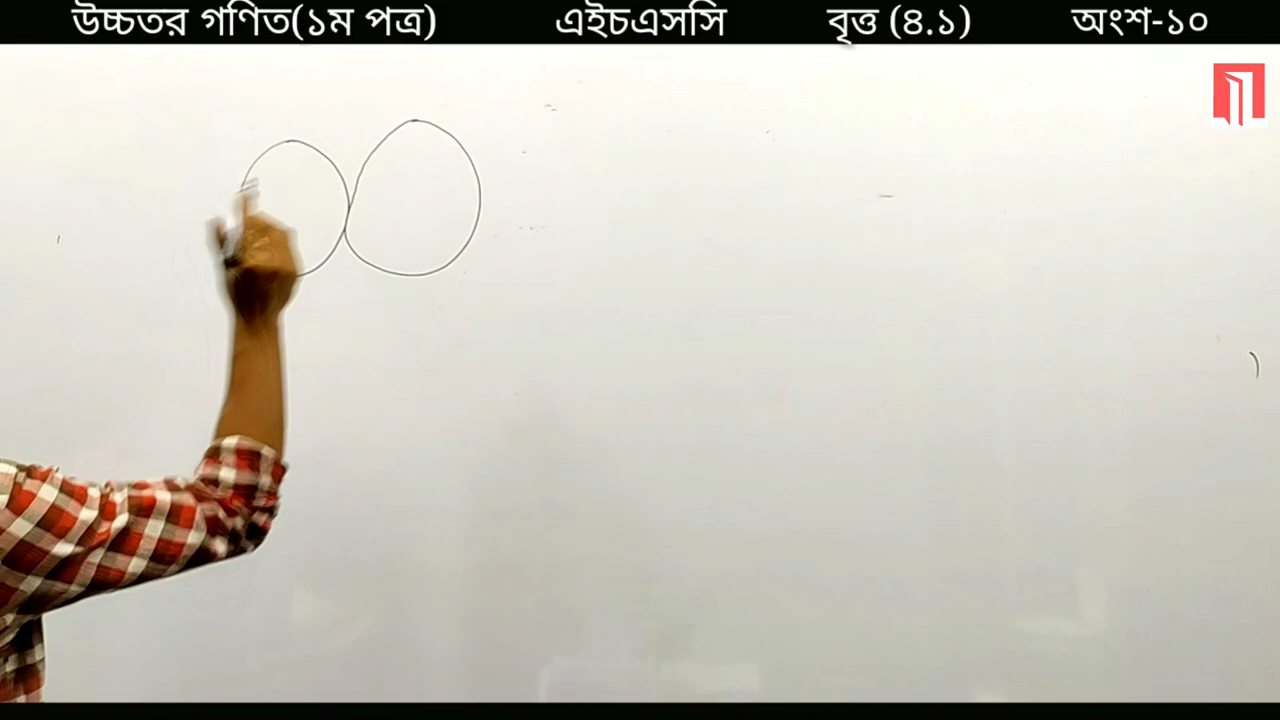 উচ্চতর গণিত(১ম পত্র) এইচএসসি বৃত্ত (৪.১) অংশ-১০